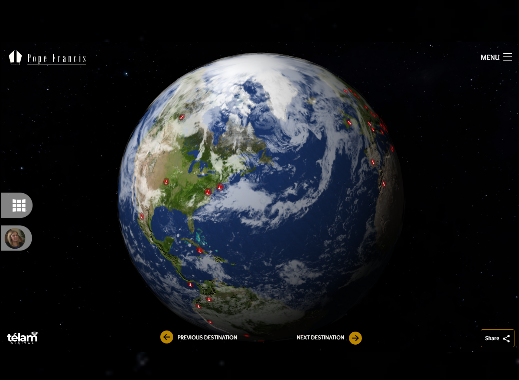 Pope Francis
MENU
télam
PREVIOUS DESTINATION
NEXT DESTINATION
Share